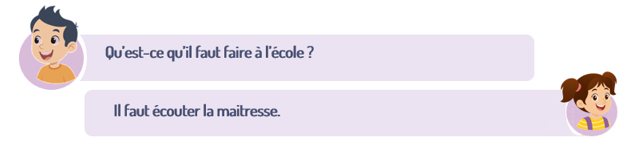 Qu'est-ce qu'il faut faire à l'école ?
Il faut écouter la maitresse.